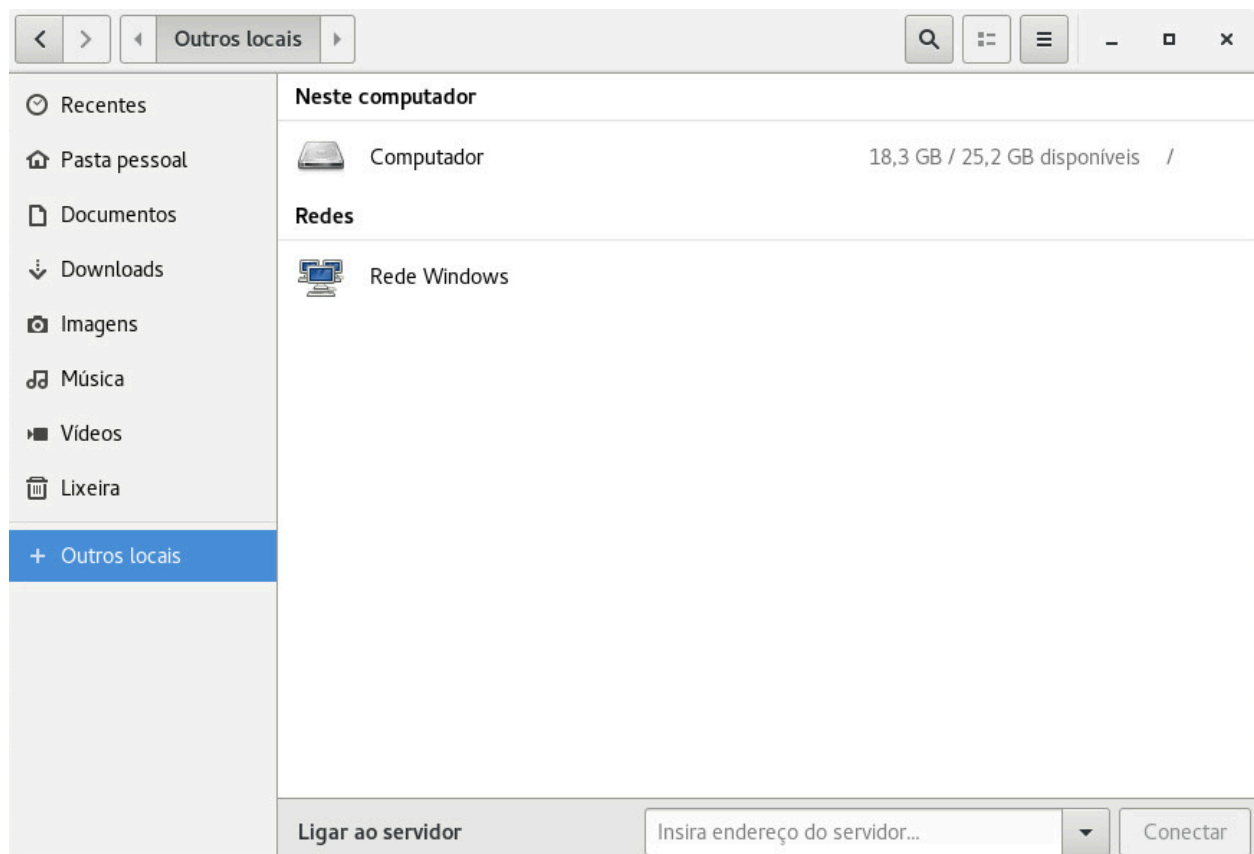 Outros locais
Recentes
Pasta pessoal
Documentos
Downloads
Imagens
Música
Vídeos
Lixeira
+ Outros locais
Neste computador
Computador 18,3 GB / 25,2 GB disponíveis /
Redes
Rede Windows
Ligar ao servidor Insira endereço do servidor... Conectar